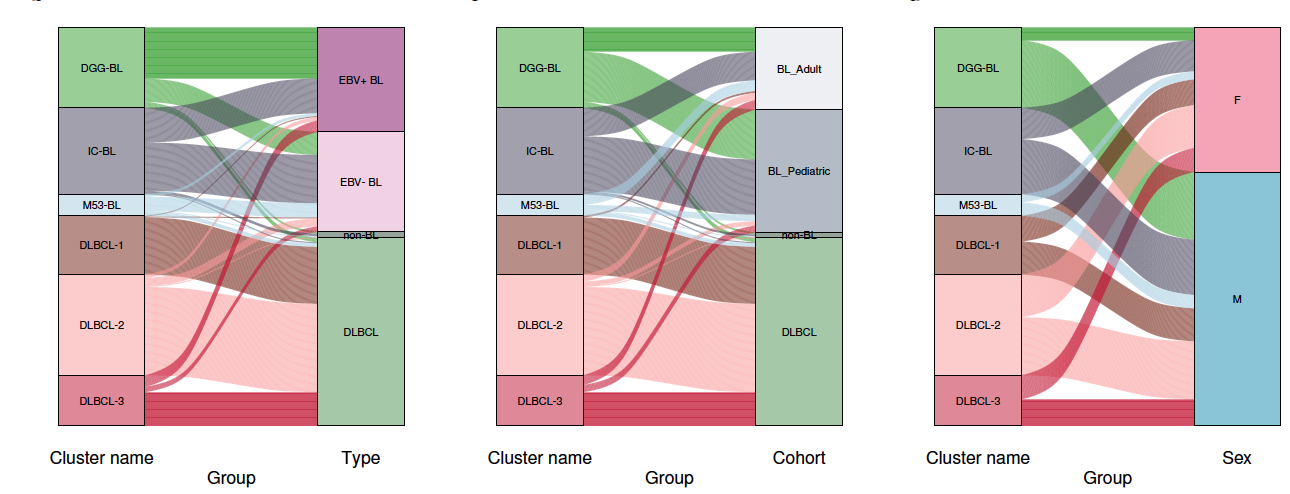 DGG-BL
IC-BL
M53-BL
DLBCL-1
DLBCL-2
DLBCL-3
EBV+ BL
EBV- BL
non-BL
DLBCL
Cluster name
Type
Group
DGG-BL
IC-BL
M53-BL
DLBCL-1
DLBCL-2
DLBCL-3
BL_Adult
BL_Pediatric
non-BL
DLBCL
Cluster name
Cohort
Group
DGG-BL
IC-BL
M53-BL
DLBCL-1
DLBCL-2
DLBCL-3
F
M
Cluster name
Sex
Group